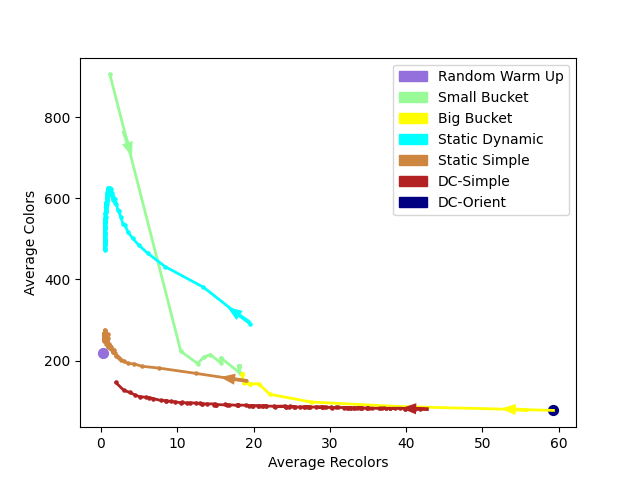 Random Warm Up
Small Bucket
Big Bucket
Static Dynamic
Static Simple
DC-Simple
DC-Orient
800
600
400
200
Average Colors
0 10 20 30 40 50 60
Average Recolors